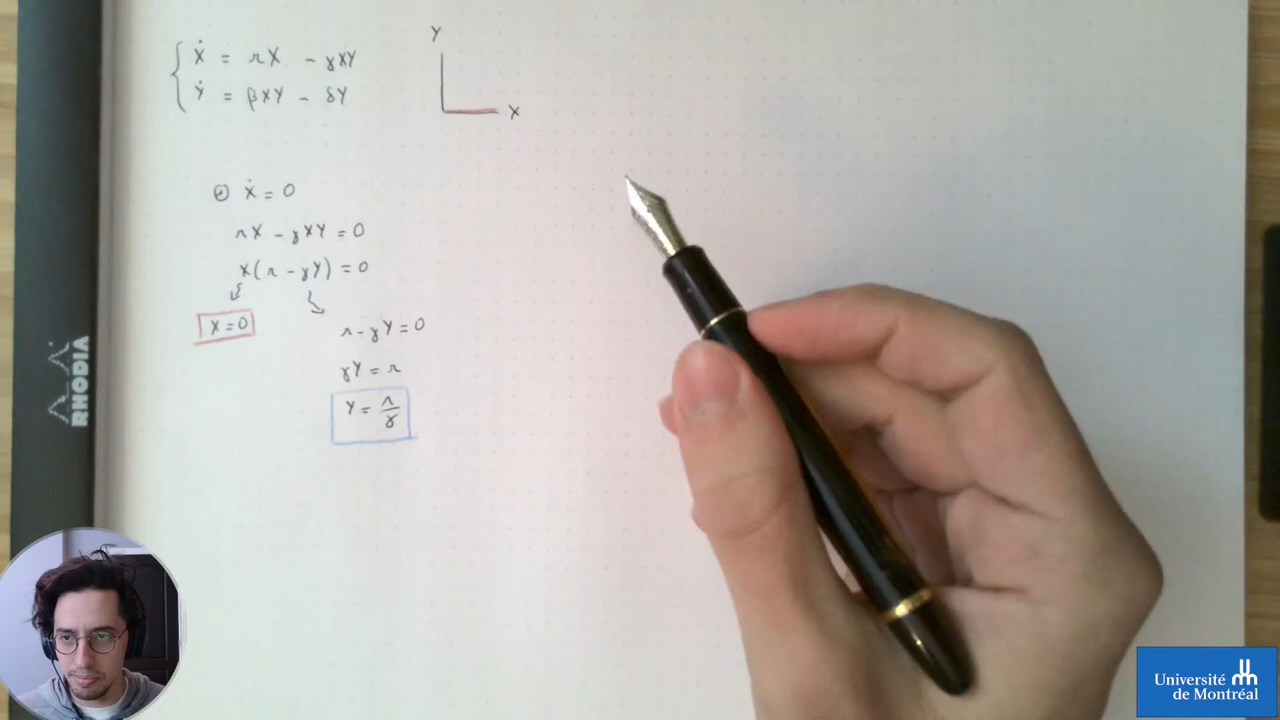 Ẋ = rX - γXY
Ẏ = βXY - δY
Y
X
Ẋ = 0
rX - γXY = 0
X(r - γY) = 0
X = 0
r - γY = 0
γY = r
Y = r/γ
RHODIA
Université
de Montréal